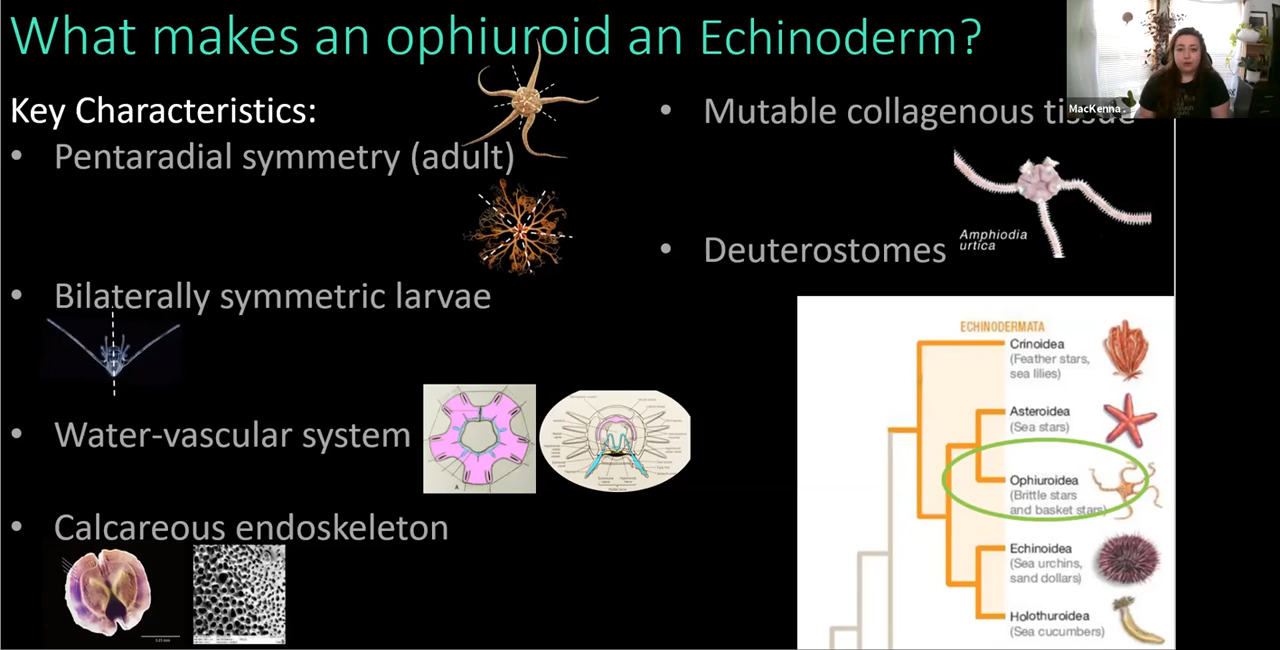 What makes an ophiuroid an Echinoderm?
Key Characteristics:
• Pentaradial symmetry (adult)
• Bilaterally symmetric larvae
• Water-vascular system
A
• Calcareous endoskeleton
• Mutable collagenous tissue
Amphiodia
urtica
• Deuterostomes
ECHINODERMATA
Crinoidea
(Feather stars,
sea lilies)
Asteroidea
(Sea stars)
Ophiuroidea
(Brittle stars
and basket stars)
Echinoidea
(Sea urchins,
sand dollars)
Holothuroidea
(Sea cucumbers)
MacKenna